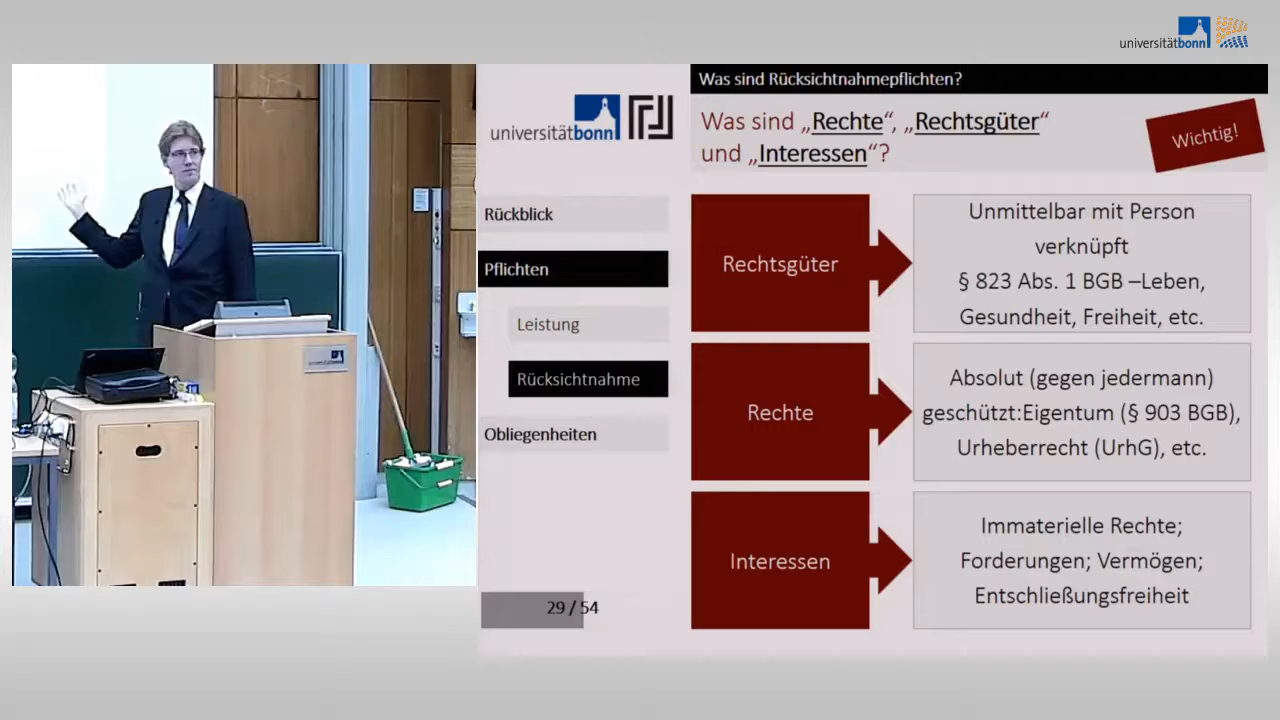 universitätbonn
Was sind Rücksichtnahmepflichten?
universitätbonn
Was sind „Rechte“, „Rechtsgüter“
und „Interessen“?
Wichtig!
Rückblick
Pflichten
Leistung
Rücksichtnahme
Obliegenheiten
29 / 54
Rechtsgüter
Unmittelbar mit Person
verknüpft
§ 823 Abs. 1 BGB –Leben,
Gesundheit, Freiheit, etc.
Rechte
Absolut (gegen jedermann)
geschützt:Eigentum (§ 903 BGB),
Urheberrecht (UrhG), etc.
Interessen
Immaterielle Rechte;
Forderungen; Vermögen;
Entschließungsfreiheit